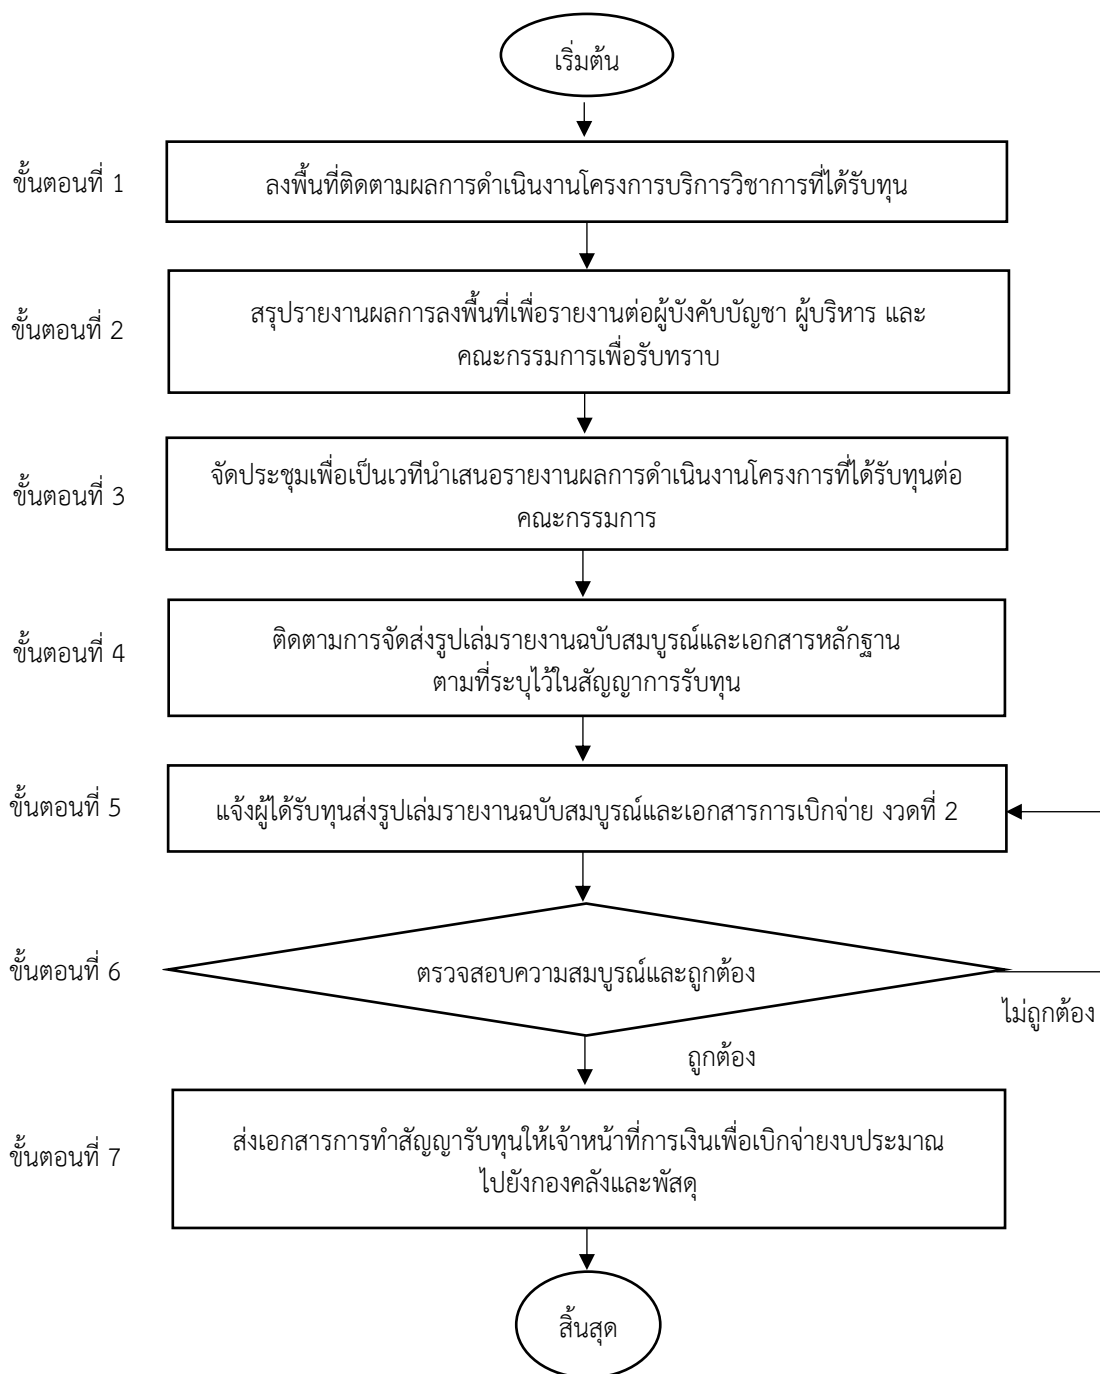 เริ่มต้น
ขั้นตอนที่ 1
ลงพื้นที่ติดตามผลการดำเนินงานโครงการบริการวิชาการที่ได้รับทุน
ขั้นตอนที่ 2
สรุปรายงานผลการลงพื้นที่เพื่อรายงานต่อผู้บังคับบัญชา ผู้บริหาร และ
คณะกรรมการเพื่อรับทราบ
ขั้นตอนที่ 3
จัดประชุมเพื่อเป็นเวทีนำเสนอรายงานผลการดำเนินงานโครงการที่ได้รับทุนต่อ
คณะกรรมการ
ขั้นตอนที่ 4
ติดตามการจัดส่งรูปเล่มรายงานฉบับสมบูรณ์และเอกสารหลักฐาน
ตามที่ระบุไว้ในสัญญาการรับทุน
ขั้นตอนที่ 5
แจ้งผู้ได้รับทุนส่งรูปเล่มรายงานฉบับสมบูรณ์และเอกสารการเบิกจ่าย งวดที่ 2
ขั้นตอนที่ 6
ตรวจสอบความสมบูรณ์และถูกต้อง
ไม่ถูกต้อง
ถูกต้อง
ขั้นตอนที่ 7
ส่งเอกสารการทำสัญญารับทุนให้เจ้าหน้าที่การเงินเพื่อเบิกจ่ายงบประมาณ
ไปยังกองคลังและพัสดุ
สิ้นสุด